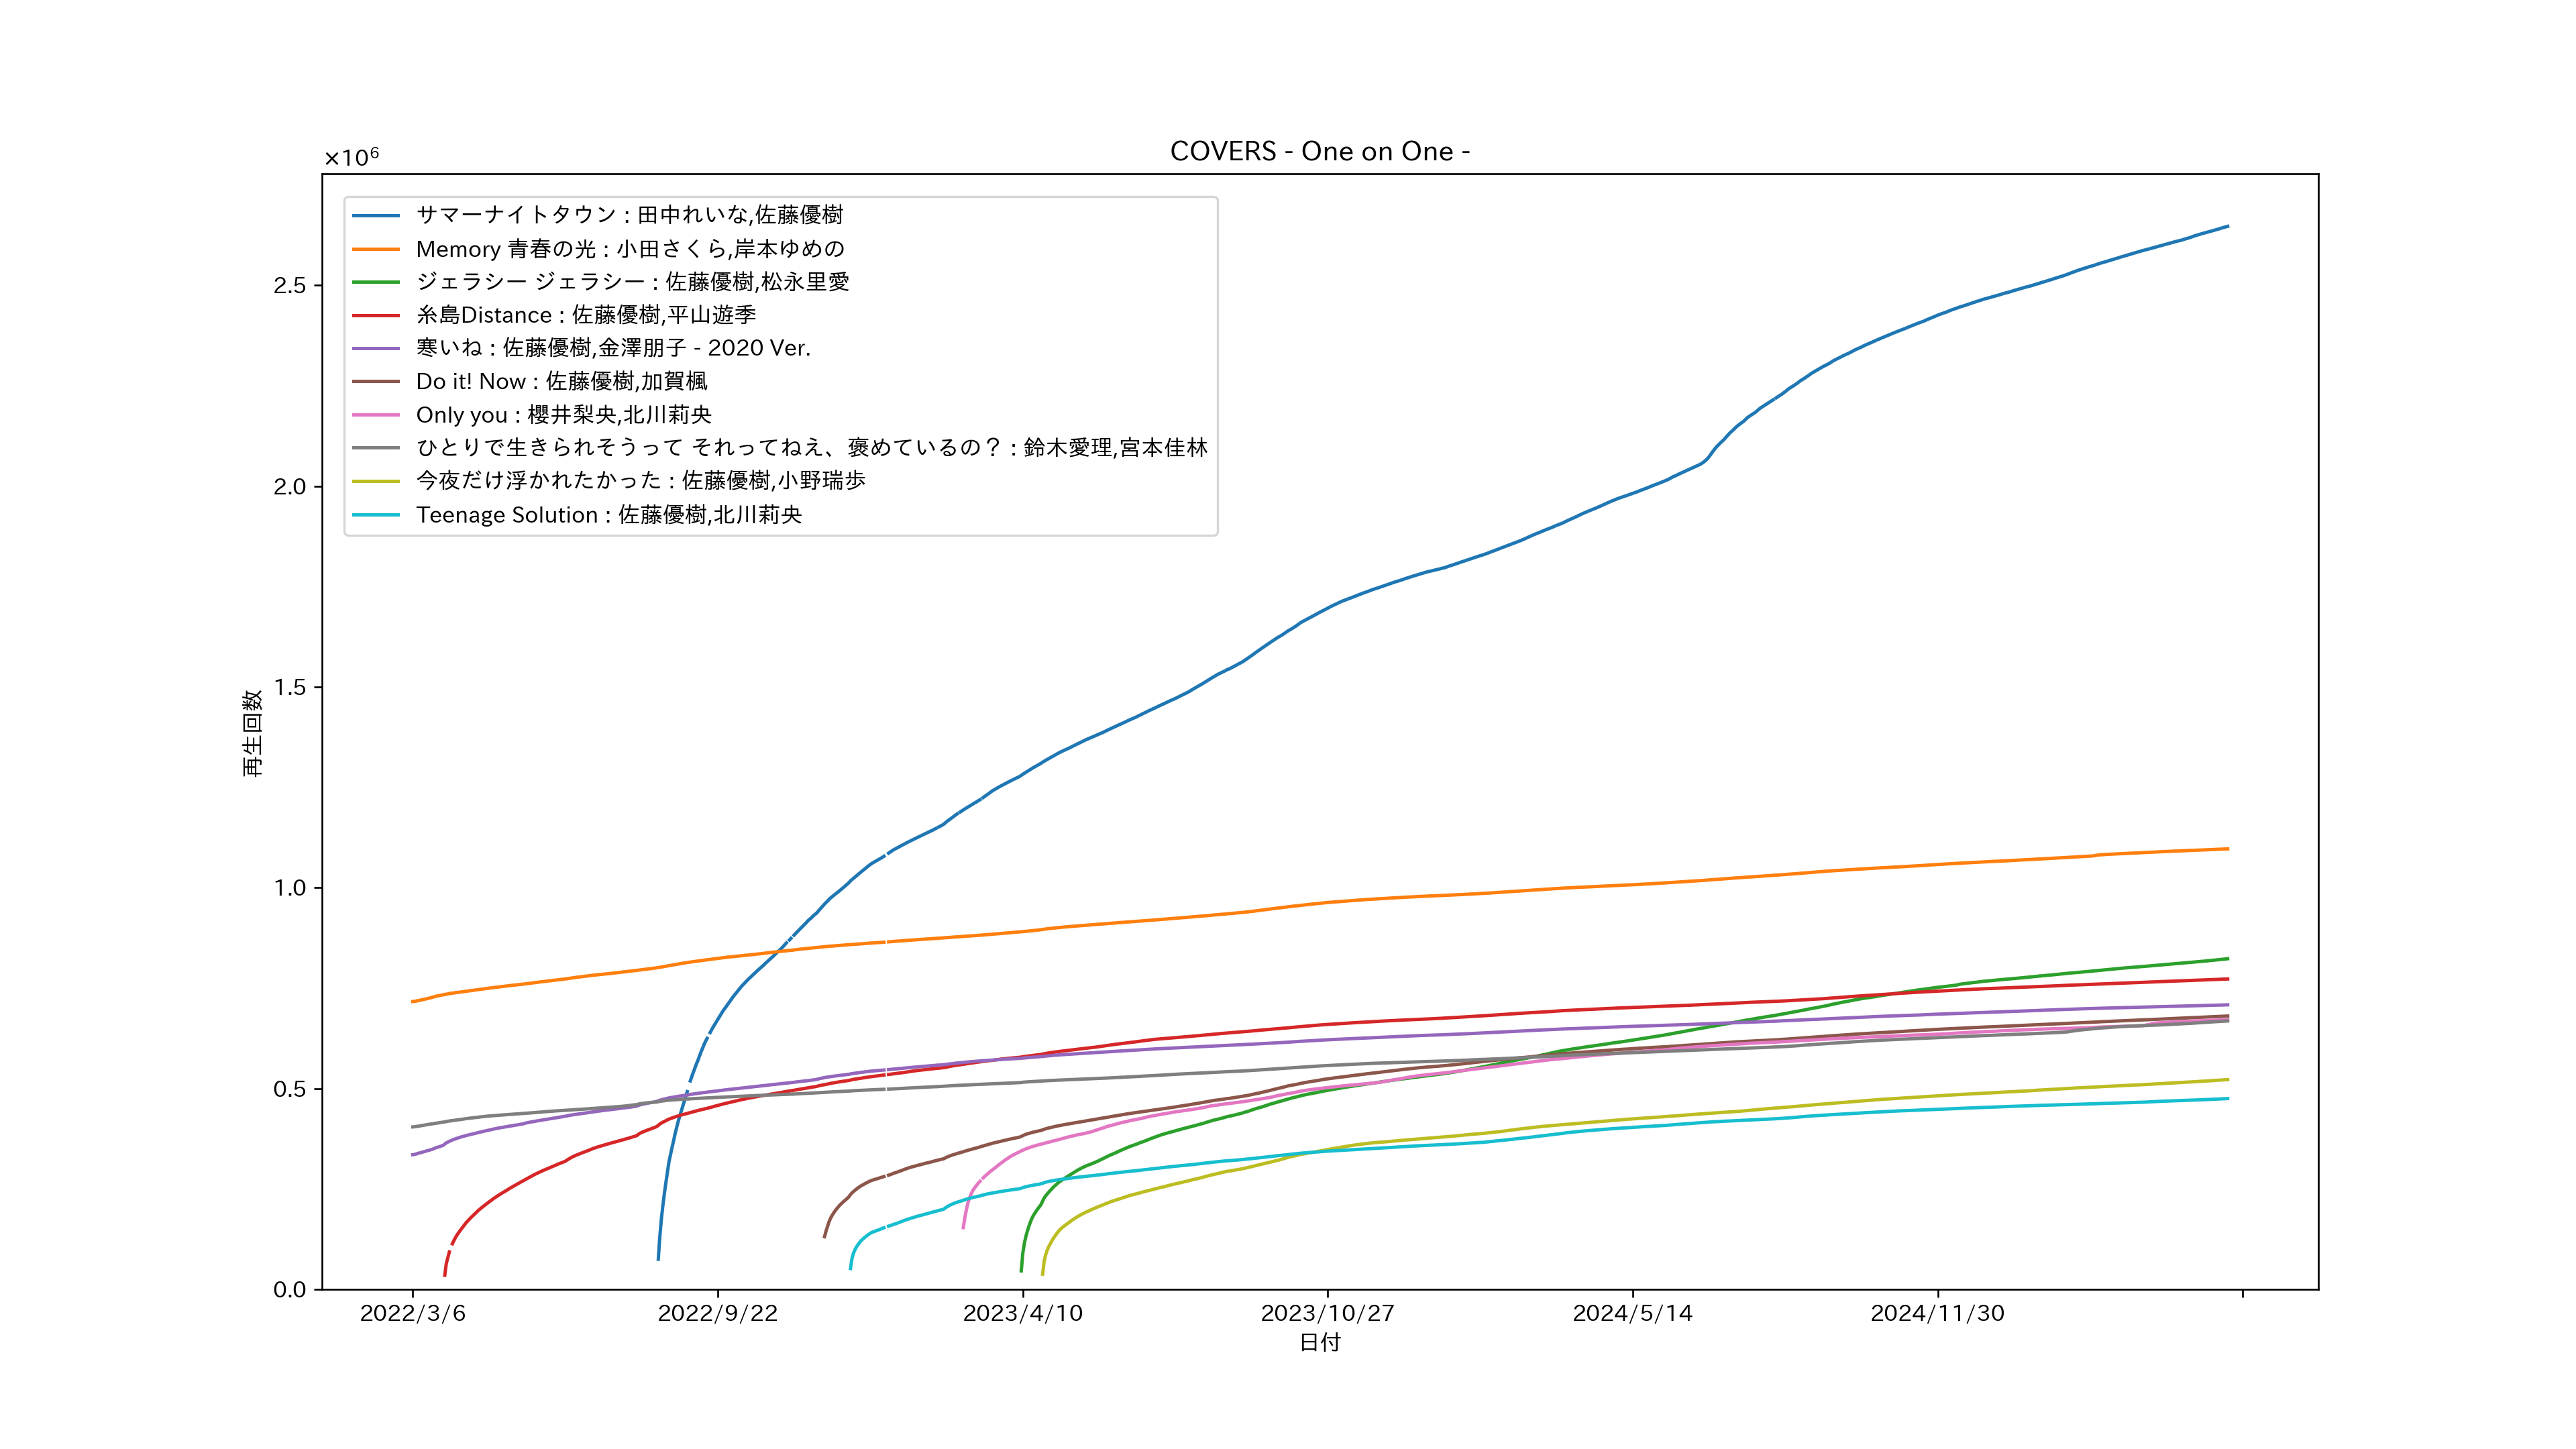 COVERS - One on One -
×10⁶
サマーナイトタウン : 田中れいな,佐藤優樹
Memory 青春の光 : 小田さくら,岸本ゆめの
ジェラシー ジェラシー : 佐藤優樹,松永里愛
糸島Distance : 佐藤優樹,平山遊季
寒いね : 佐藤優樹,金澤朋子 - 2020 Ver.
Do it! Now : 佐藤優樹,加賀楓
Only you : 櫻井梨央,北川莉央
ひとりで生きられそうって それってねえ、褒めているの？ : 鈴木愛理,宮本佳林
今夜だけ浮かれたかった : 佐藤優樹,小野瑞歩
Teenage Solution : 佐藤優樹,北川莉央
2.5
2.0
1.5
1.0
0.5
0.0
再生回数
2022/3/6
2022/9/22
2023/4/10
2023/10/27
2024/5/14
2024/11/30
日付